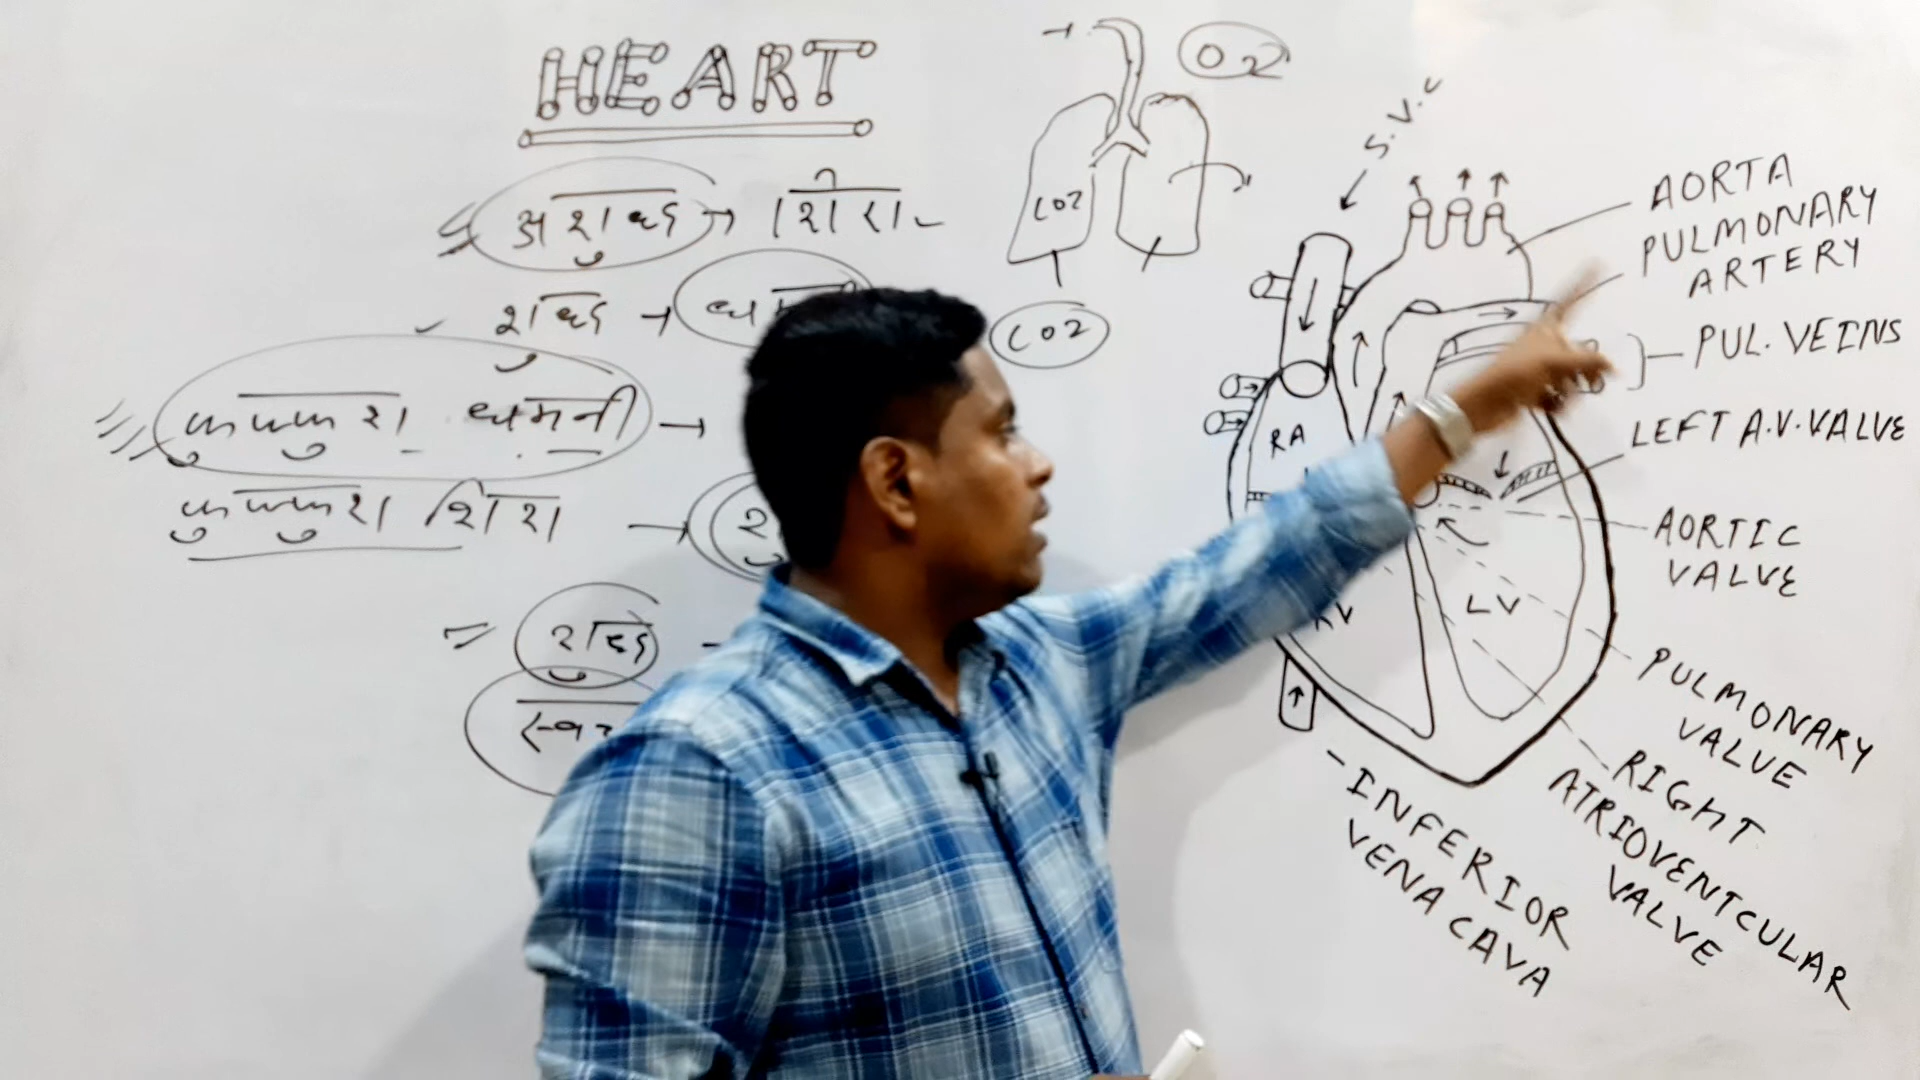 HEART
अशुद्ध → शिरा
शुद्ध →
फुफ्फुस धमनी →
फुफ्फुस शिरा →
शुद्ध
O2
CO2
CO2
S.V.C
AORTA
PULMONARY
ARTERY
PUL. VEINS
LEFT A.V. VALVE
AORTIC
VALVE
RA
LV
PULMONARY
VALVE
RIGHT
ATRIOVENTCULAR
VALVE
INFERIOR
VENA CAVA